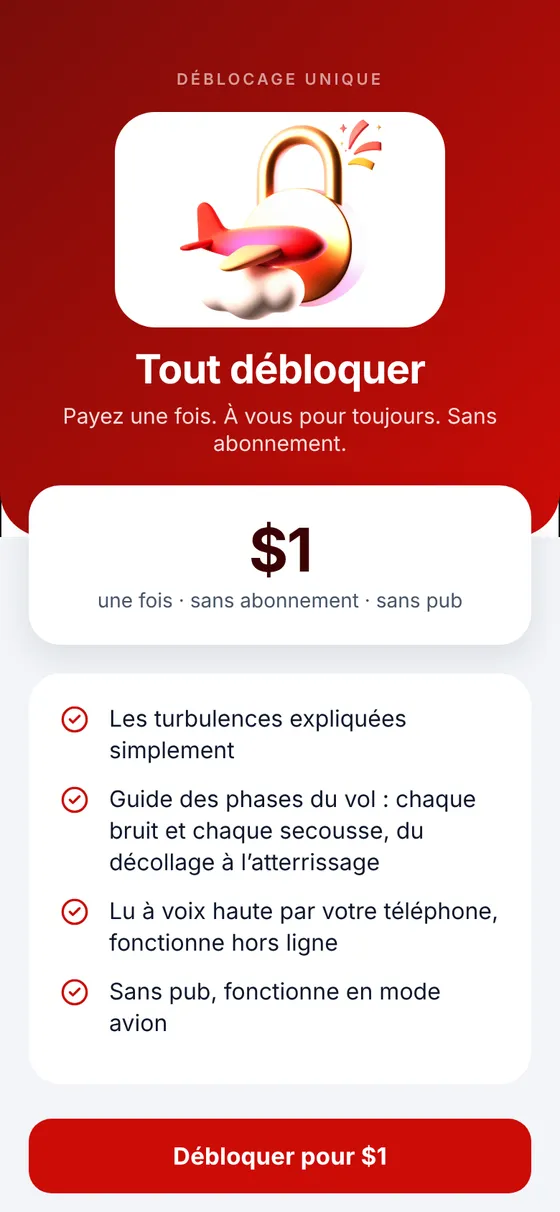 DÉBLOCAGE UNIQUE
Tout débloquer
Payez une fois. À vous pour toujours. Sans
abonnement.
$1
une fois · sans abonnement · sans pub
Les turbulences expliquées
simplement
Guide des phases du vol : chaque
bruit et chaque secousse, du
décollage à l’atterrissage
Lu à voix haute par votre téléphone,
fonctionne hors ligne
Sans pub, fonctionne en mode
avion
Débloquer pour $1